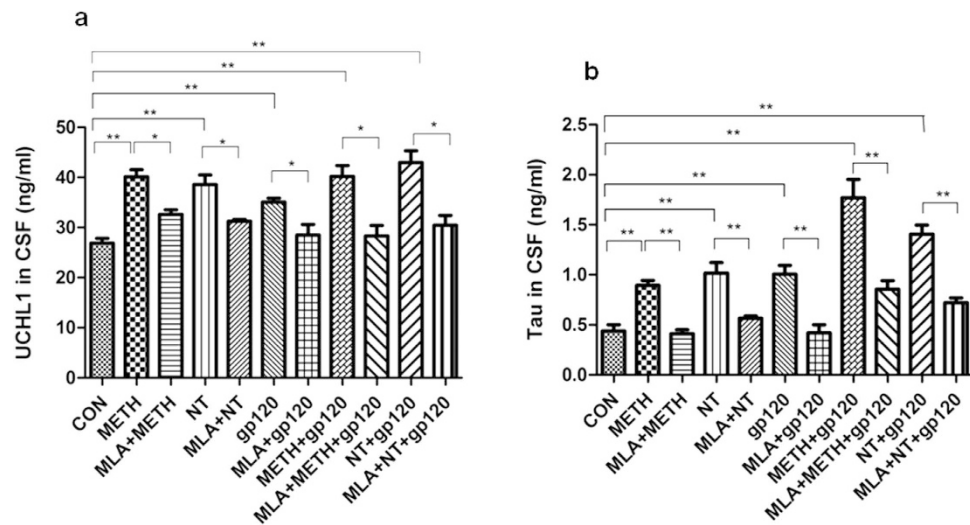 a
**
**
**
**
** * * * * *
50
40
30
20
10
0
UCHL1 in CSF (ng/ml)
CON
METH
MLA+METH
NT
MLA+NT
gp120
MLA+gp120
METH+gp120
MLA+METH+gp120
NT+gp120
MLA+NT+gp120
b
**
**
**
**
** ** ** ** ** **
2.5
2.0
1.5
1.0
0.5
0.0
Tau in CSF (ng/ml)
CON
METH
MLA+METH
NT
MLA+NT
gp120
MLA+gp120
METH+gp120
MLA+METH+gp120
NT+gp120
MLA+NT+gp120